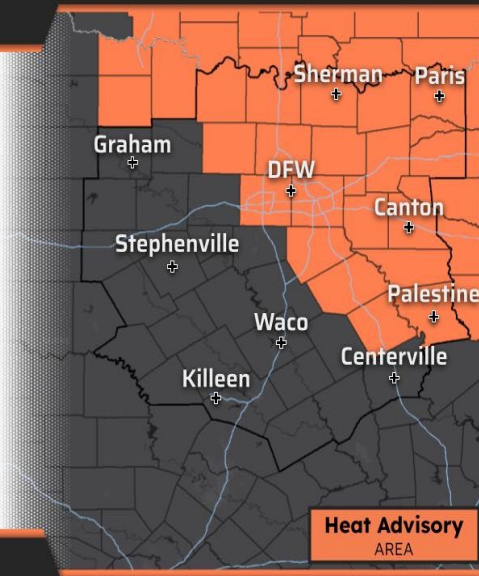 Sherman
Paris
Graham
DFW
Canton
Stephenville
Palestine
Waco
Centerville
Killeen
Heat Advisory
AREA